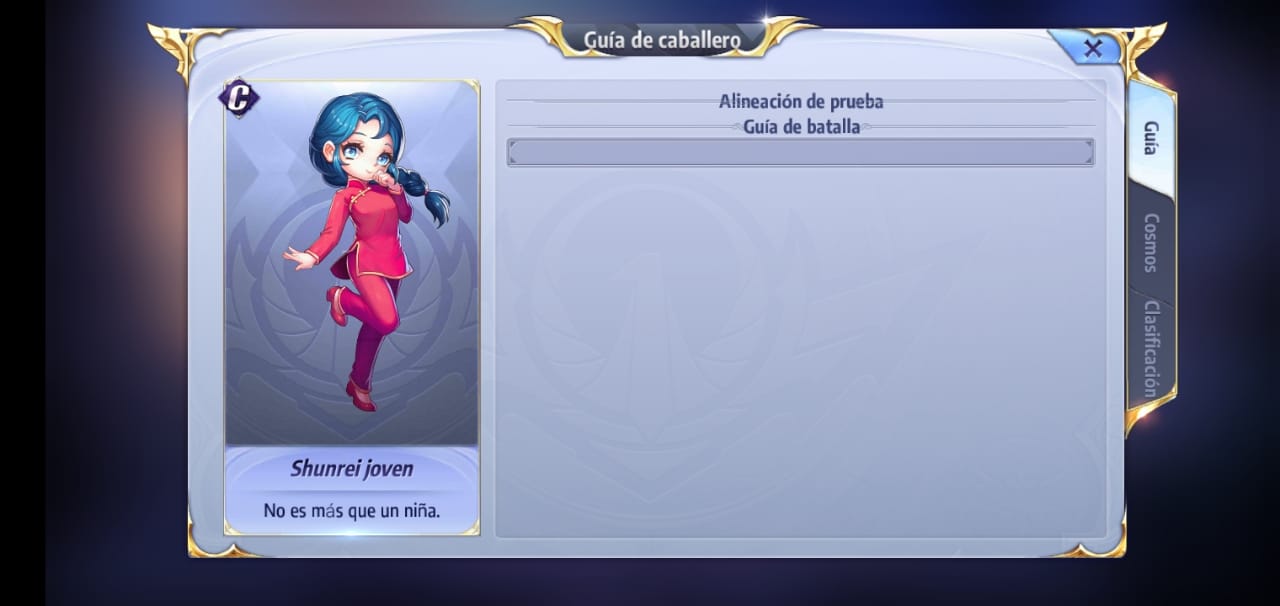 Guía de caballero
C
Alineación de prueba
Guía de batalla
Guía
Cosmos
Clasificación
Shunrei joven
No es más que un niña.